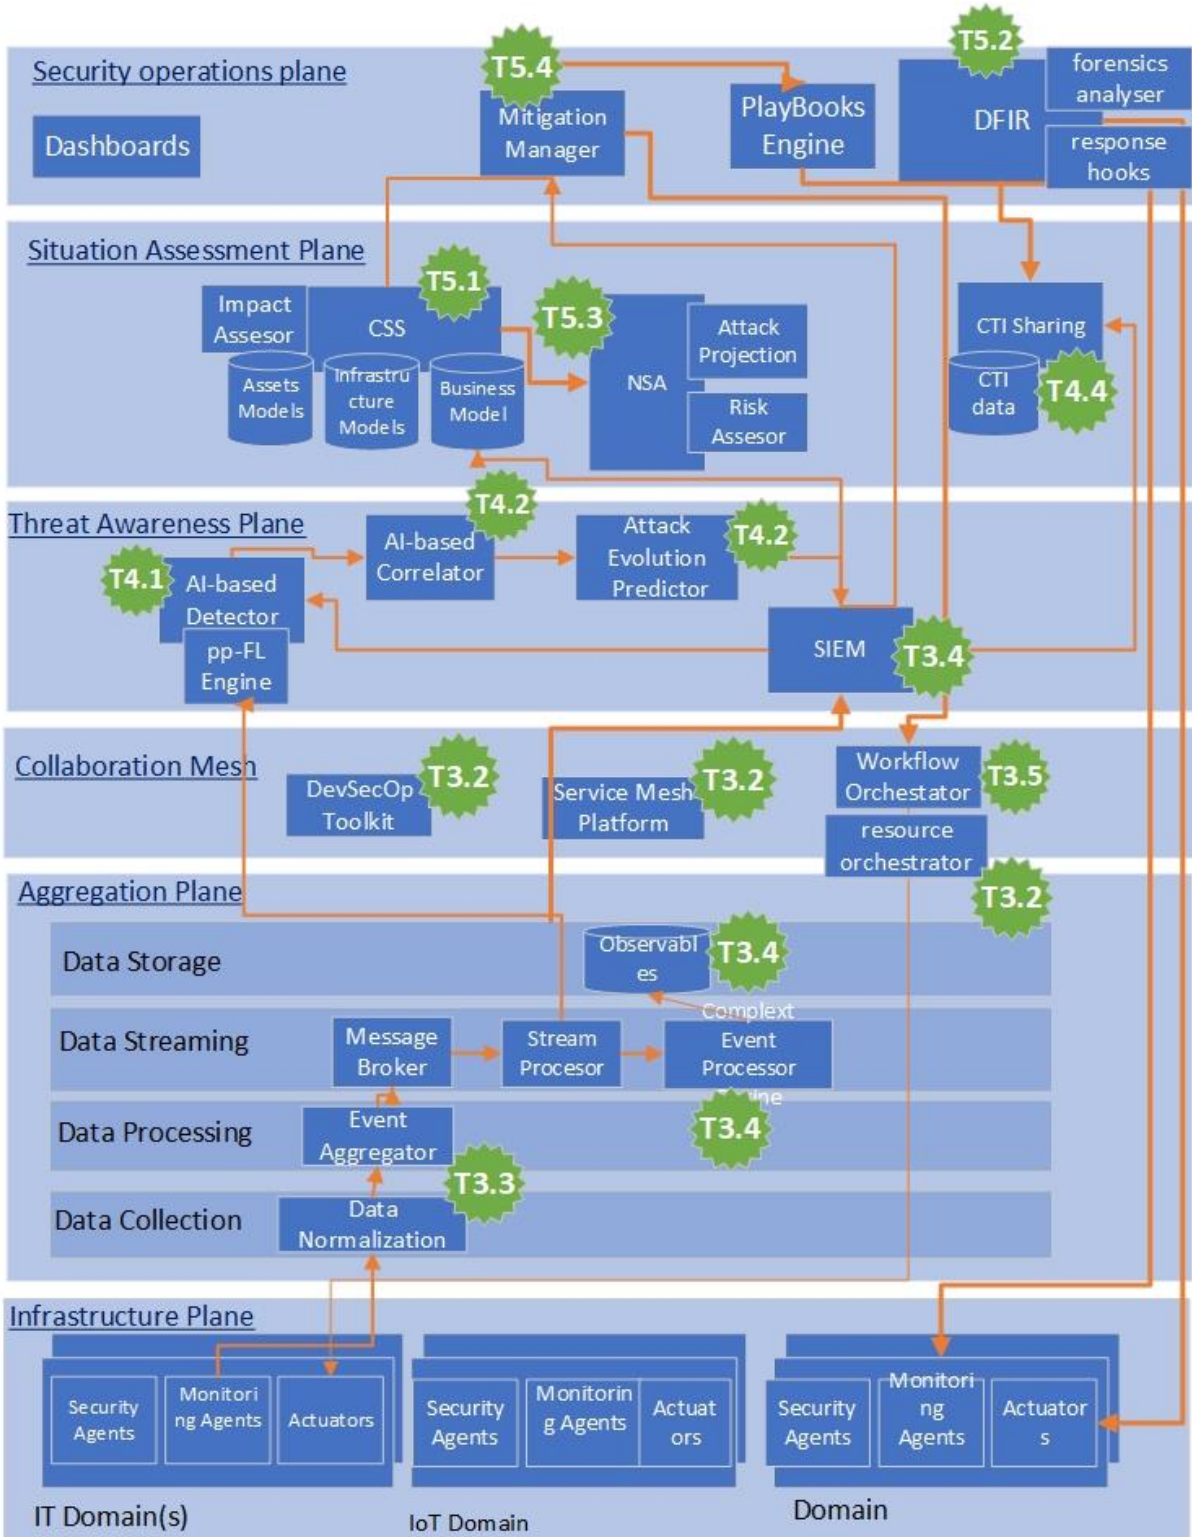 Security operations plane
Dashboards
T5.4
Mitigation
Manager
PlayBooks
Engine
T5.2
DFIR
forensics
analyser
response
hooks
Situation Assessment Plane
Impact
Assesor
CSS
T5.1
Assets
Models
Infrastru
cture
Models
Business
Model
T5.3
NSA
Attack
Projection
Risk
Assesor
CTI Sharing
CTI
data
T4.4
Threat Awareness Plane
T4.1
AI-based
Detector
pp-FL
Engine
AI-based
Correlator
T4.2
Attack
Evolution
Predictor
T4.2
SIEM
T3.4
Collaboration Mesh
DevSecOp
Toolkit
T3.2
Service Mesh
Platform
T3.2
Workflow
Orchestator
T3.5
resource
orchestrator
T3.2
Aggregation Plane
Data Storage
Observabl
es
T3.4
Data Streaming
Message
Broker
Stream
Procesor
Complext
Event
Processor
Data Processing
Event
Aggregator
T3.4
Data Collection
Data
Normalization
T3.3
Infrastructure Plane
Security
Agents
Monitori
ng Agents
Actuators
IT Domain(s)
Security
Agents
Monitorin
g Agents
Actuat
ors
IoT Domain
Security
Agents
Monitori
ng
Agents
Actuator
s
Domain